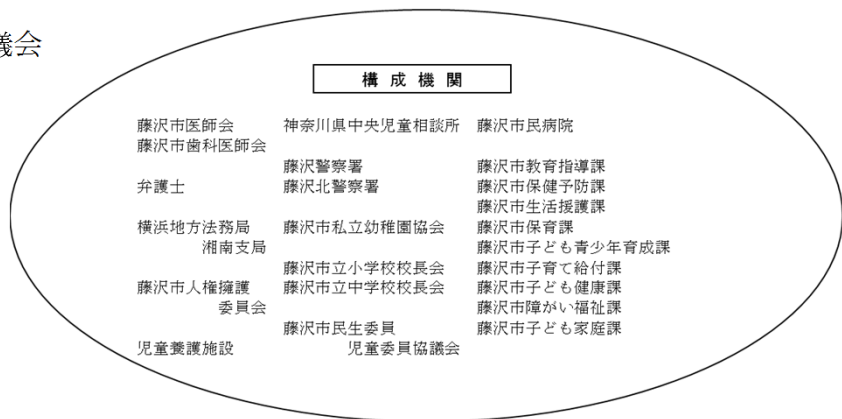 議会
構成機関
藤沢市医師会
藤沢市歯科医師会
弁護士
横浜地方法務局
湘南支局
藤沢市人権擁護
委員会
児童養護施設
神奈川県中央児童相談所
藤沢警察署
藤沢北警察署
藤沢市私立幼稚園協会
藤沢市立小学校校長会
藤沢市立中学校校長会
藤沢市民生委員
児童委員協議会
藤沢市民病院
藤沢市教育指導課
藤沢市保健予防課
藤沢市生活援護課
藤沢市保育課
藤沢市子ども青少年育成課
藤沢市子育て給付課
藤沢市子ども健康課
藤沢市障がい福祉課
藤沢市子ども家庭課